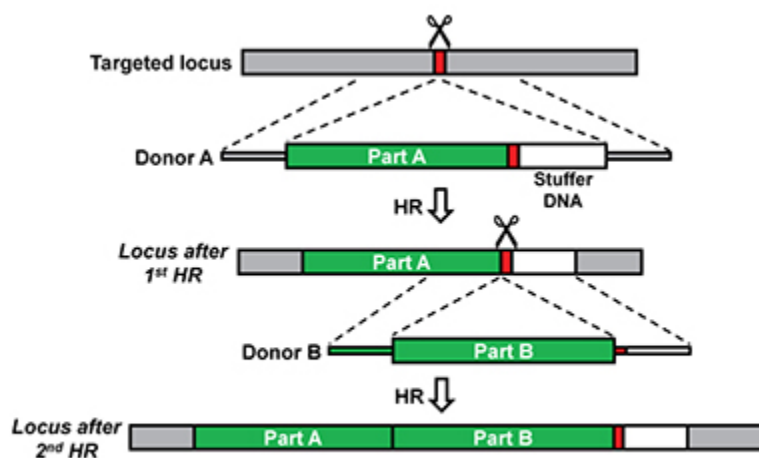 Targeted locus
Donor A
Part A
Stuffer
DNA
HR
Locus after
1st HR
Part A
Donor B
Part B
HR
Locus after
2nd HR
Part A
Part B